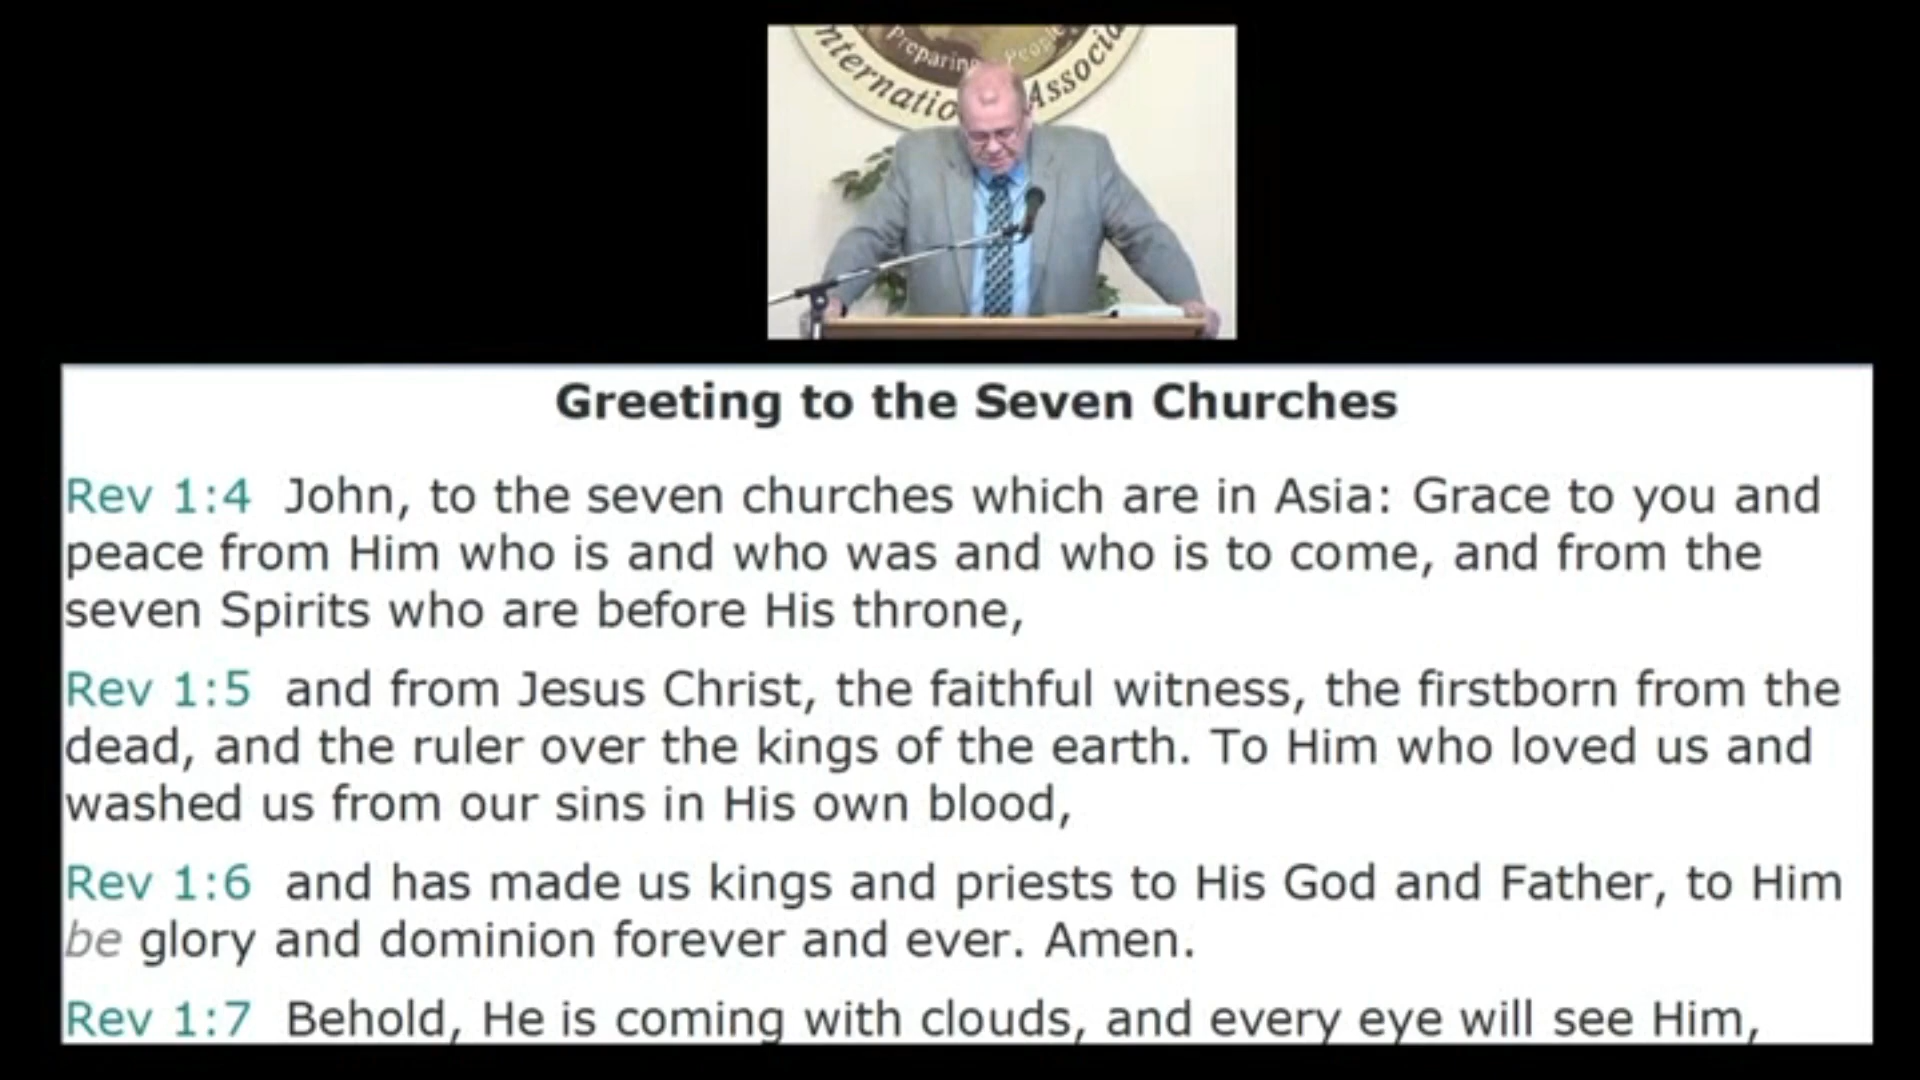 Preparing People
International Associa
Greeting to the Seven Churches
Rev 1:4 John, to the seven churches which are in Asia: Grace to you and
peace from Him who is and who was and who is to come, and from the
seven Spirits who are before His throne,
Rev 1:5 and from Jesus Christ, the faithful witness, the firstborn from the
dead, and the ruler over the kings of the earth. To Him who loved us and
washed us from our sins in His own blood,
Rev 1:6 and has made us kings and priests to His God and Father, to Him
be glory and dominion forever and ever. Amen.
Rev 1:7 Behold, He is coming with clouds, and every eye will see Him,